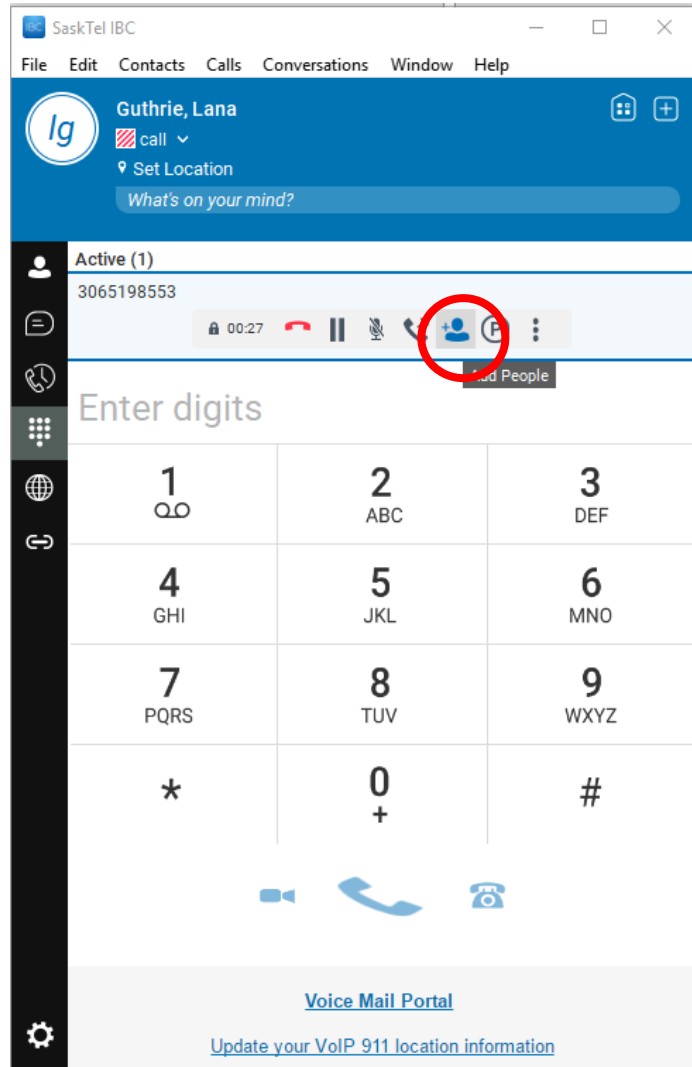 IBC SaskTel IBC
File Edit Contacts Calls Conversations Window Help
lg
Guthrie, Lana
call
Set Location
What's on your mind?
Active (1)
3065198553
00:27
P
Add People
Enter digits
1 2 3
ABC DEF
4 5 6
GHI JKL MNO
7 8 9
PQRS TUV WXYZ
* 0 #
+
Voice Mail Portal
Update your VoIP 911 location information